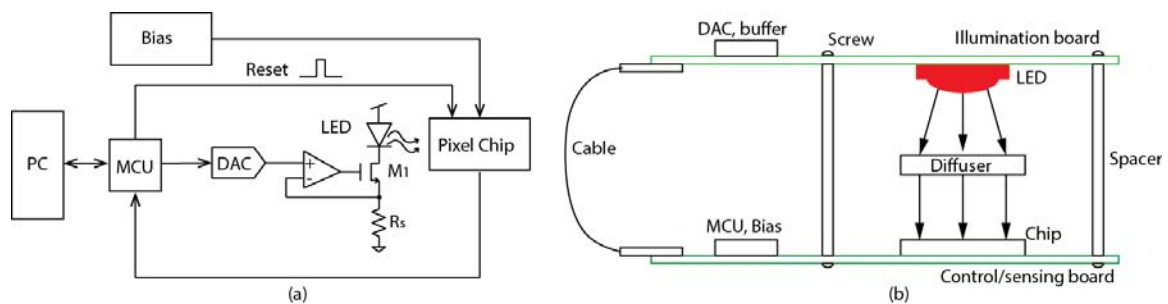 Bias
Reset
LED
PC
MCU
DAC
+
-
M1
Rs
Pixel Chip
(a)
DAC, buffer
Screw
Illumination board
LED
Cable
Diffuser
Spacer
MCU, Bias
Chip
Control/sensing board
(b)